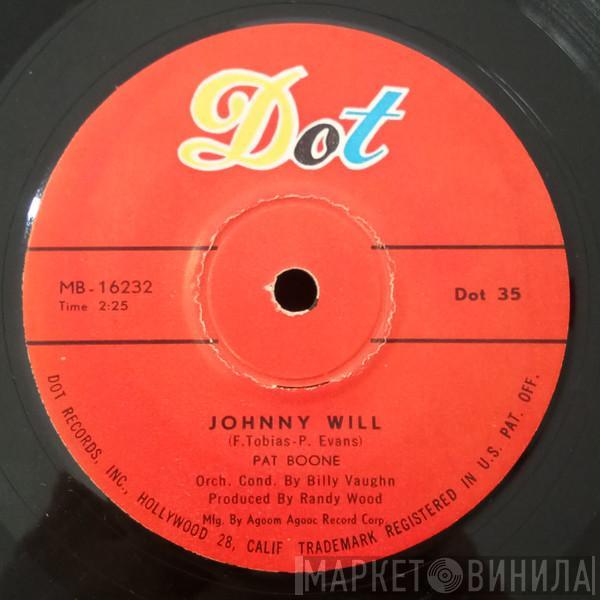 Dot
MB-16232
Time 2:25
Dot 35
JOHNNY WILL
(F.Tobias-P. Evans)
PAT BOONE
Orch. Cond. By Billy Vaughn
Produced By Randy Wood
Mfg. By Agoom Agoac Record Corp.
DOT RECORDS, INC., HOLLYWOOD 28, CALIF TRADEMARK REGISTERED IN U.S. PAT. OFF.
МАРКЕТ ВИНИЛА